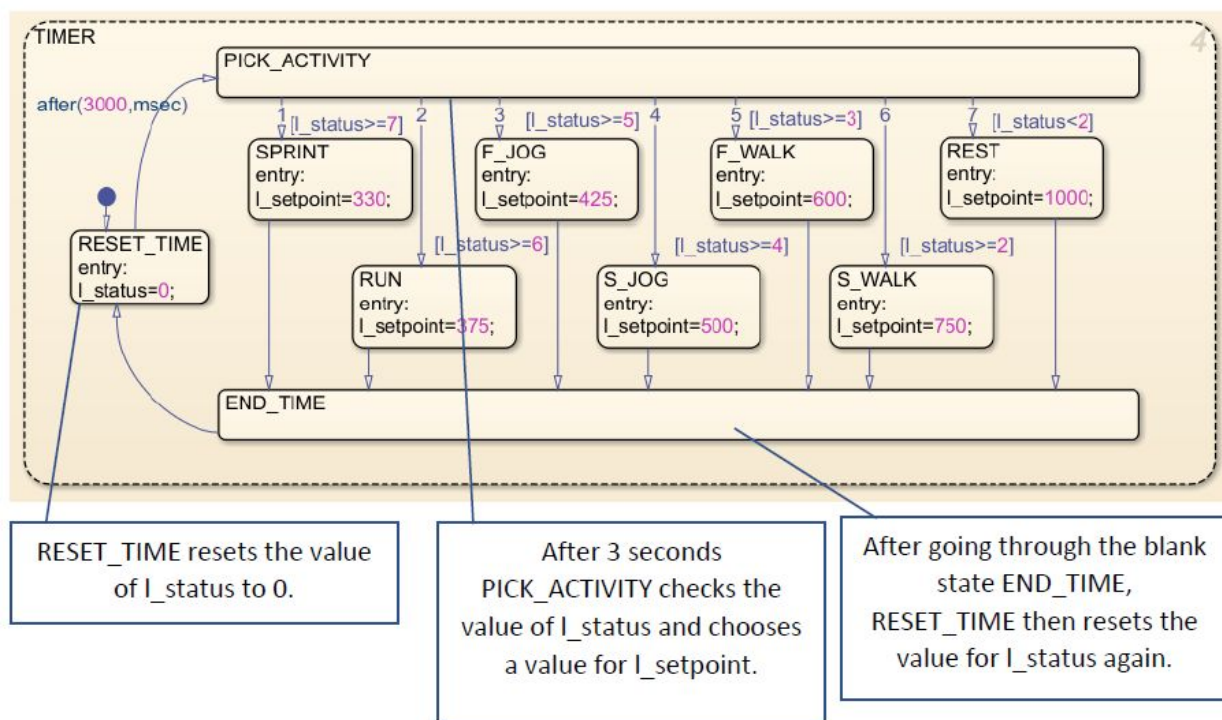 TIMER
4
PICK_ACTIVITY
after(3000,msec)
1
2
3
4
5
6
7
[l_status>=7]
[l_status>=5]
[l_status>=3]
[l_status<2]
SPRINT
entry:
l_setpoint=330;
F_JOG
entry:
l_setpoint=425;
F_WALK
entry:
l_setpoint=600;
REST
entry:
l_setpoint=1000;
RESET_TIME
entry:
l_status=0;
[l_status>=6]
[l_status>=4]
[l_status>=2]
RUN
entry:
l_setpoint=375;
S_JOG
entry:
l_setpoint=500;
S_WALK
entry:
l_setpoint=750;
END_TIME
RESET_TIME resets the value
of l_status to 0.
After 3 seconds
PICK_ACTIVITY checks the
value of l_status and chooses
a value for l_setpoint.
After going through the blank
state END_TIME,
RESET_TIME then resets the
value for l_status again.